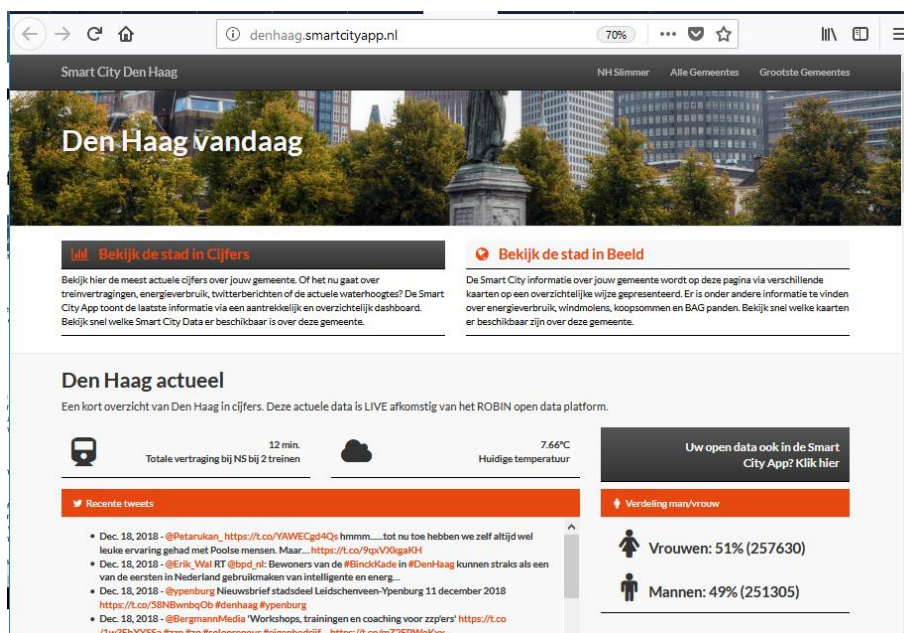 denhaag.smartcityapp.nl
70%
Smart City Den Haag
NH Slimmer
Alle Gemeentes
Grootste Gemeentes
Den Haag vandaag
Bekijk de stad in Cijfers
Bekijk hier de meest actuele cijfers over jouw gemeente. Of het nu gaat over
treinvertragingen, energieverbruik, twitterberichten of de actuele waterhoogtes? De Smart
City App toont de laatste informatie via een aantrekkelijk en overzichtelijk dashboard.
Bekijk snel welke Smart City Data er beschikbaar is over deze gemeente.
Bekijk de stad in Beeld
De Smart City informatie over jouw gemeente wordt op deze pagina via verschillende
kaarten op een overzichtelijke wijze gepresenteerd. Er is onder andere informatie te vinden
over energieverbruik, windmolens, koopsommen en BAG panden. Bekijk snel welke kaarten
er beschikbaar zijn over deze gemeente.
Den Haag actueel
Een kort overzicht van Den Haag in cijfers. Deze actuele data is LIVE afkomstig van het ROBIN open data platform.
12 min.
Totale vertraging bij NS bij 2 treinen
7.66°C
Huidige temperatuur
Uw open data ook in de Smart
City App? Klik hier
Recente tweets
Dec. 18, 2018 - @Petarukan_ https://t.co/YAWECgd4Qs hmmm......tot nu toe hebben we zelf altijd wel
leuke ervaring gehad met Poolse mensen. Maar... https://t.co/9qxVXkgaKH
Dec. 18, 2018 - @Erik_Wal RT @bpd_nl: Bewoners van de #BinckKade in #DenHaag kunnen straks als een
van de eersten in Nederland gebruikmaken van intelligente en energ...
Dec. 18, 2018 - @ypenburg Nieuwsbrief stadsdeel Leidschenveen-Ypenburg 11 december 2018
https://t.co/58NBwnbqOb #denhaag #ypenburg
Dec. 18, 2018 - @BergmannMedia 'Workshops, trainingen en coaching voor zzp'ers' https://t.co
Verdeling man/vrouw
Vrouwen: 51% (257630)
Mannen: 49% (251305)